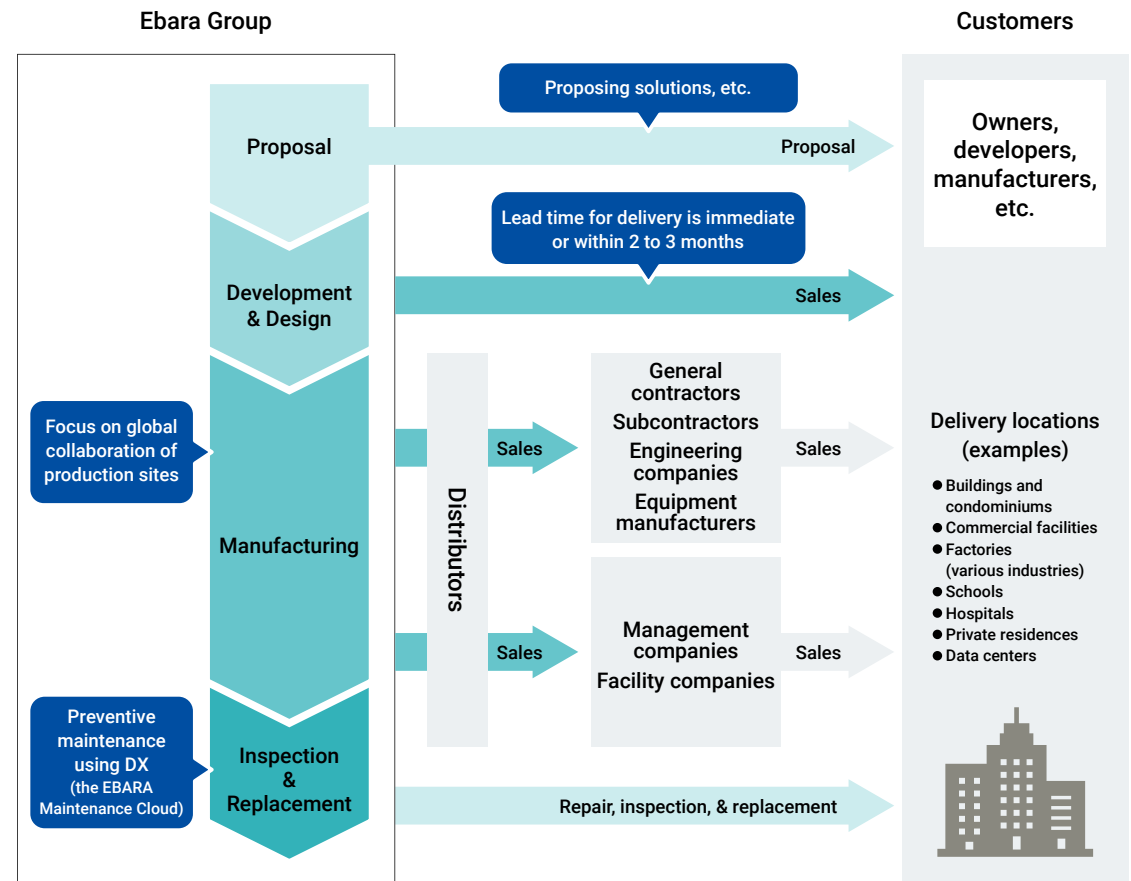 Ebara Group
Customers
Proposal
Proposing solutions, etc.
Proposal
Owners,
developers,
manufacturers,
etc.
Lead time for delivery is immediate
or within 2 to 3 months
Development
& Design
Sales
Focus on global
collaboration of
production sites
Manufacturing
Distributors
Sales
General
contractors
Subcontractors
Engineering
companies
Equipment
manufacturers
Sales
Sales
Management
companies
Facility companies
Sales
Delivery locations
(examples)
● Buildings and
condominiums
● Commercial facilities
● Factories
(various industries)
● Schools
● Hospitals
● Private residences
● Data centers
Preventive
maintenance
using DX
(the EBARA
Maintenance Cloud)
Inspection
&
Replacement
Repair, inspection, & replacement